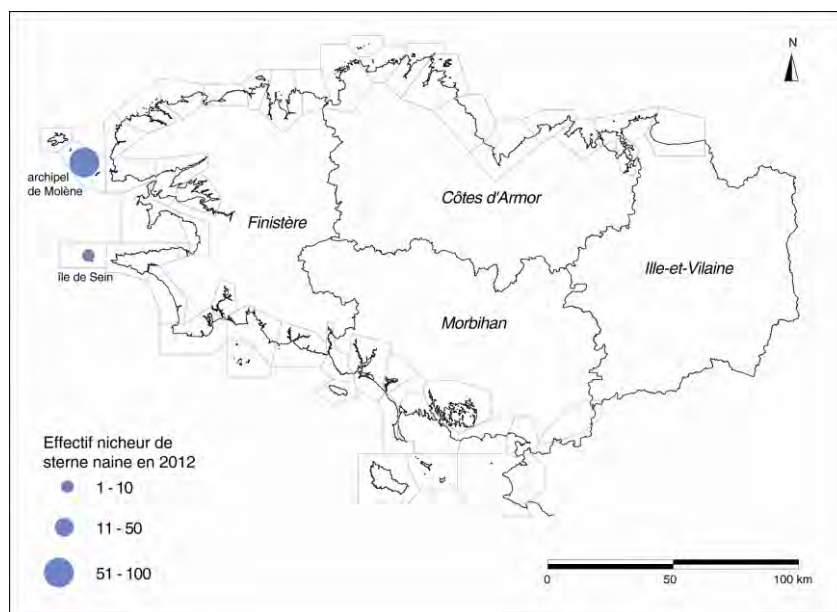 N
archipel
de Molène
Côtes d'Armor
Finistère
Ille-et-Vilaine
île de Sein
Morbihan
Effectif nicheur de
sterne naine en 2012
1 - 10
11 - 50
51 - 100
0 50 100 km